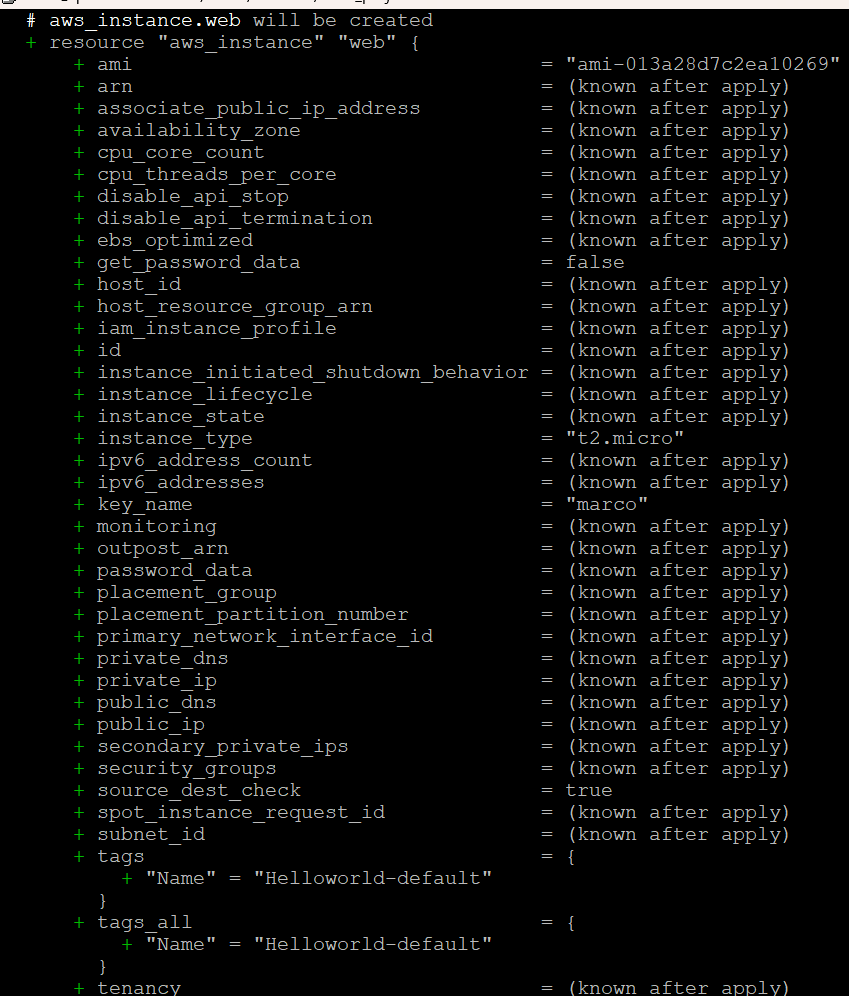 # aws_instance.web will be created
+ resource "aws_instance" "web" {
+ ami = "ami-013a28d7c2ea10269"
+ arn = (known after apply)
+ associate_public_ip_address = (known after apply)
+ availability_zone = (known after apply)
+ cpu_core_count = (known after apply)
+ cpu_threads_per_core = (known after apply)
+ disable_api_stop = (known after apply)
+ disable_api_termination = (known after apply)
+ ebs_optimized = (known after apply)
+ get_password_data = false
+ host_id = (known after apply)
+ host_resource_group_arn = (known after apply)
+ iam_instance_profile = (known after apply)
+ id = (known after apply)
+ instance_initiated_shutdown_behavior = (known after apply)
+ instance_lifecycle = (known after apply)
+ instance_state = (known after apply)
+ instance_type = "t2.micro"
+ ipv6_address_count = (known after apply)
+ ipv6_addresses = (known after apply)
+ key_name = "marco"
+ monitoring = (known after apply)
+ outpost_arn = (known after apply)
+ password_data = (known after apply)
+ placement_group = (known after apply)
+ placement_partition_number = (known after apply)
+ primary_network_interface_id = (known after apply)
+ private_dns = (known after apply)
+ private_ip = (known after apply)
+ public_dns = (known after apply)
+ public_ip = (known after apply)
+ secondary_private_ips = (known after apply)
+ security_groups = (known after apply)
+ source_dest_check = true
+ spot_instance_request_id = (known after apply)
+ subnet_id = (known after apply)
+ tags = {
+ "Name" = "Helloworld-default"
}
+ tags_all = {
+ "Name" = "Helloworld-default"
}
+ tenancy = (known after apply)